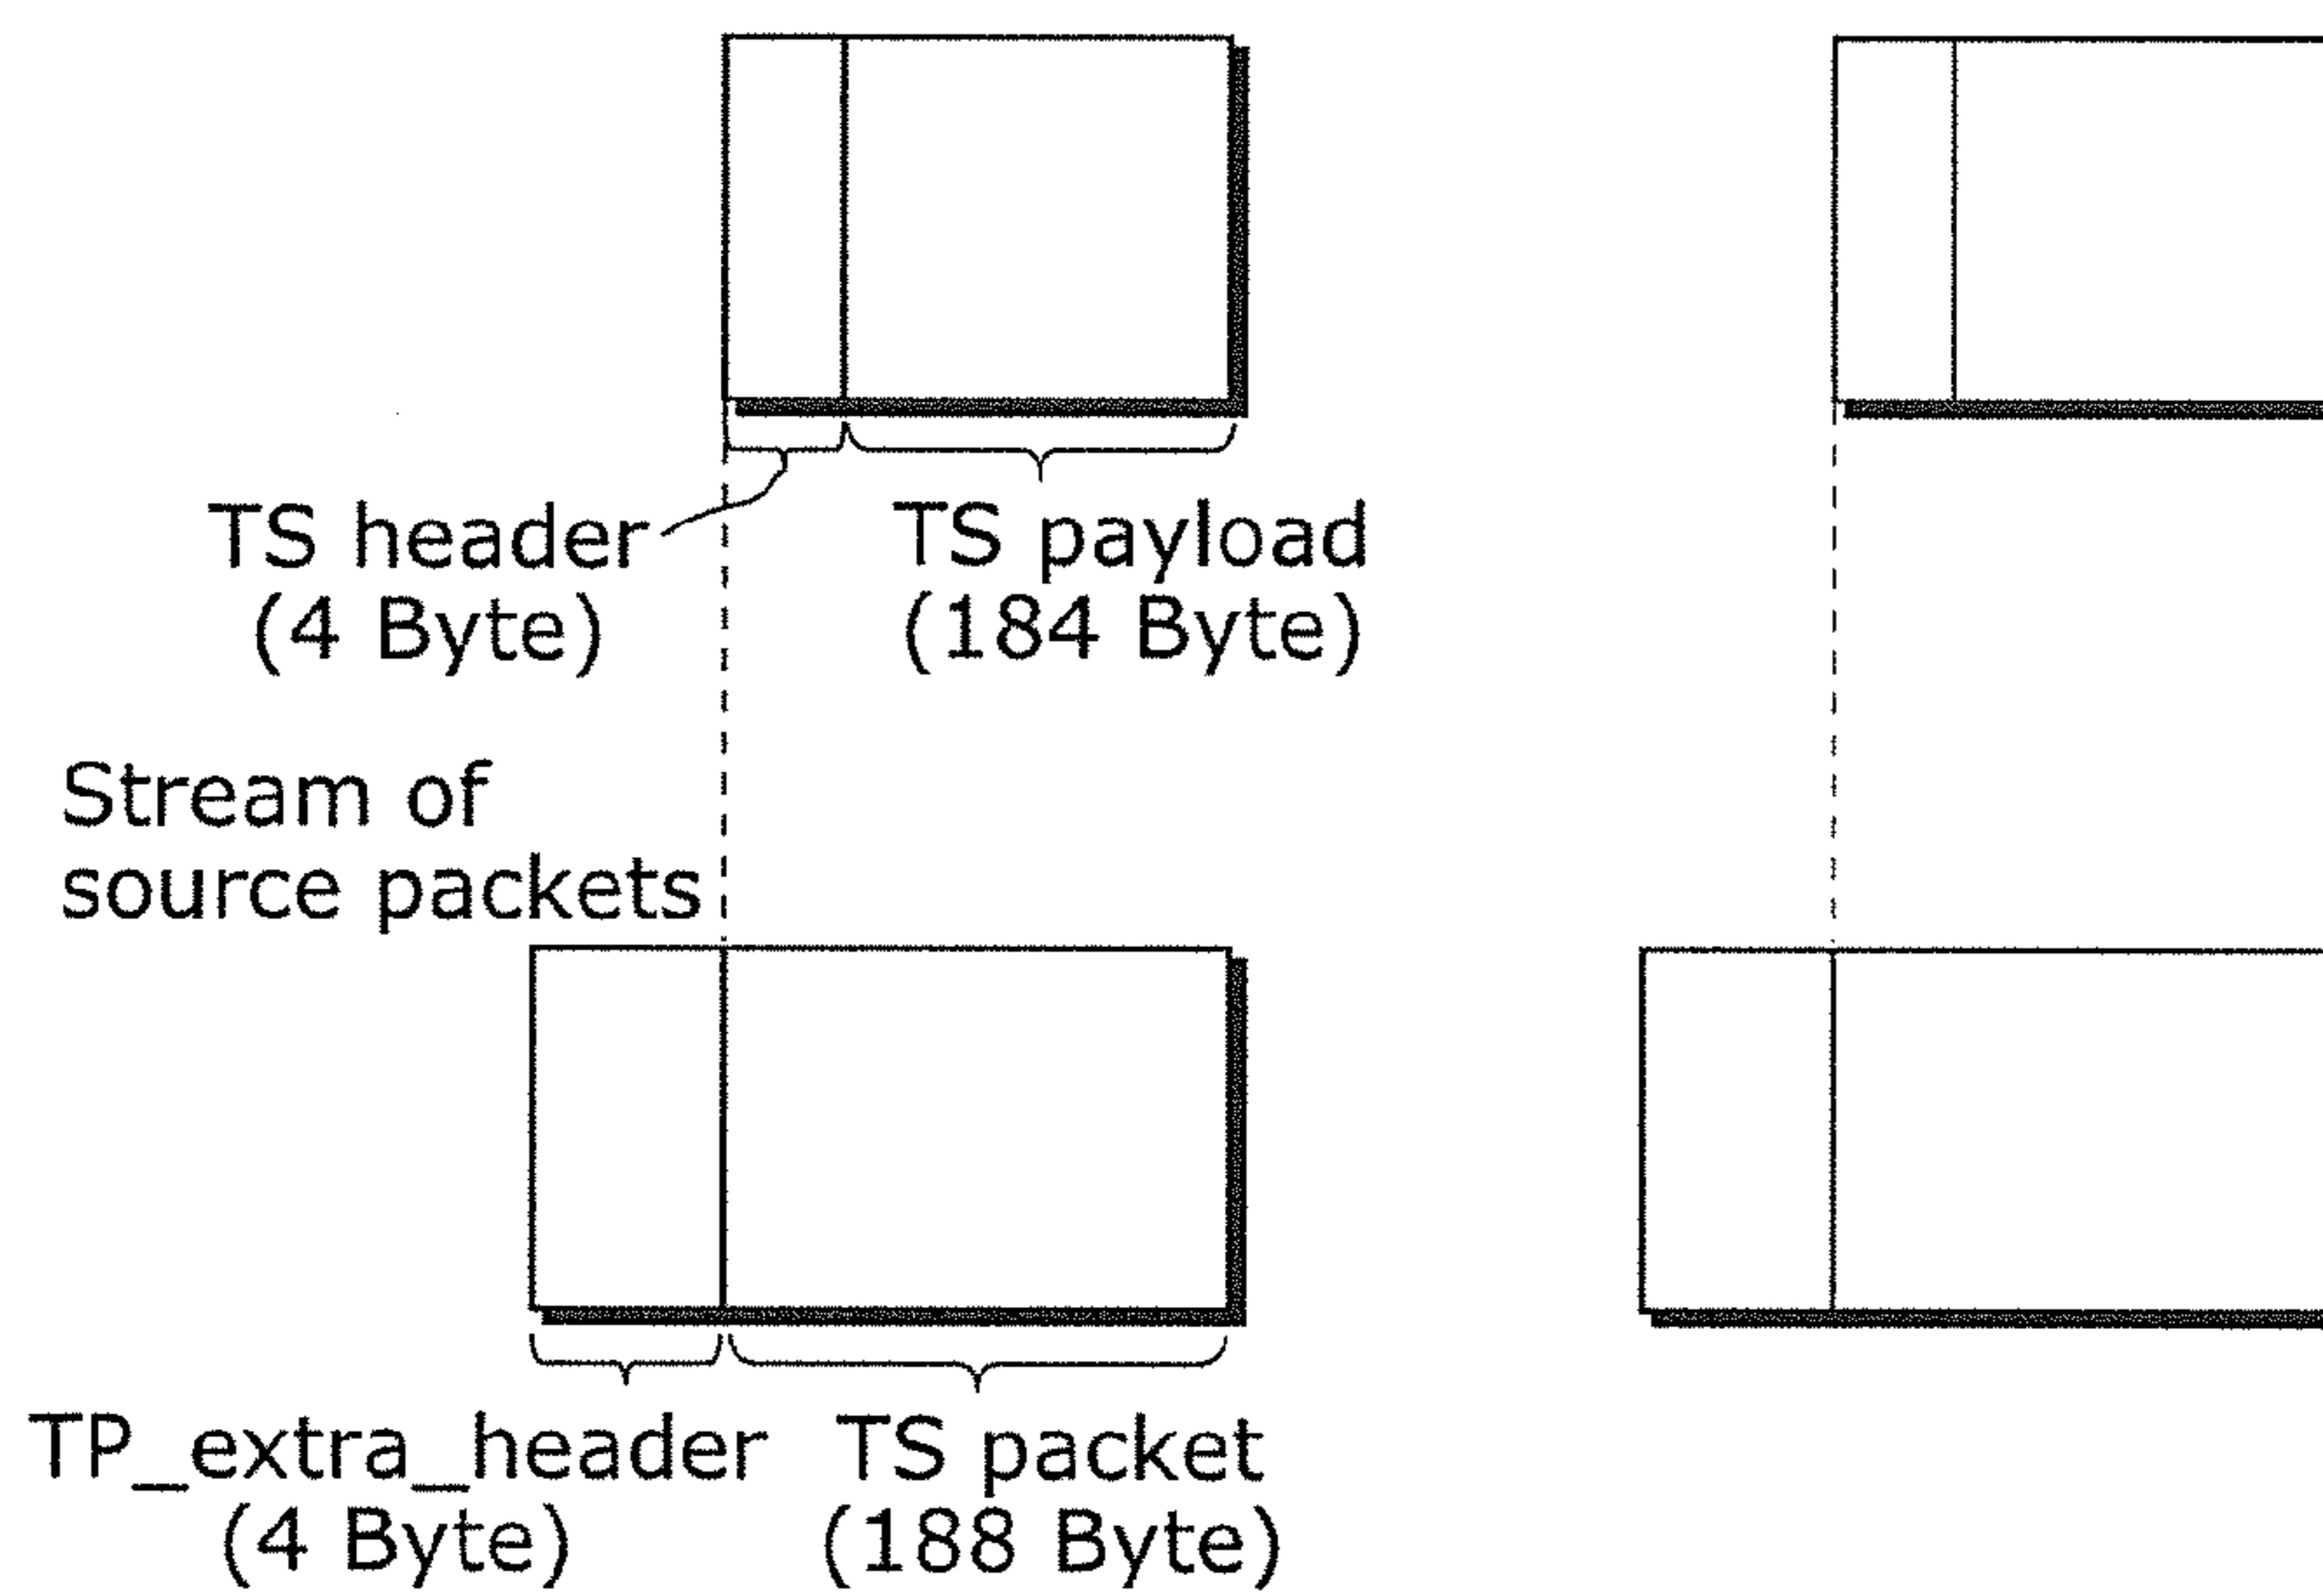 TS header
(4 Byte)
TS payload
(184 Byte)
Stream of
source packets
TP_extra_header
(4 Byte)
TS packet
(188 Byte)